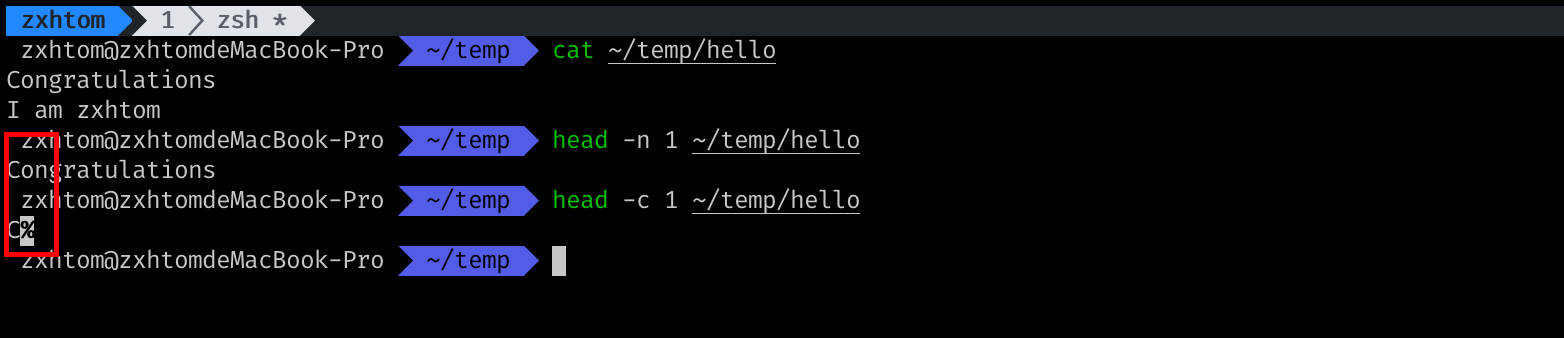 zxhtom 1 zsh *
zxhtom@zxhtomdeMacBook-Pro ~/temp cat ~/temp/hello
Congratulations
I am zxhtom
zxhtom@zxhtomdeMacBook-Pro ~/temp head -n 1 ~/temp/hello
Congratulations
zxhtom@zxhtomdeMacBook-Pro ~/temp head -c 1 ~/temp/hello
C%
zxhtom@zxhtomdeMacBook-Pro ~/temp